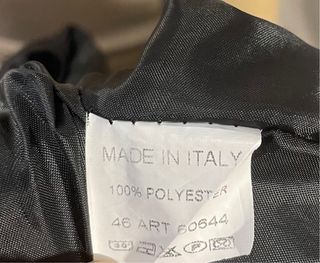 MADE IN ITALY
100% POLYESTER
46 ART 60644